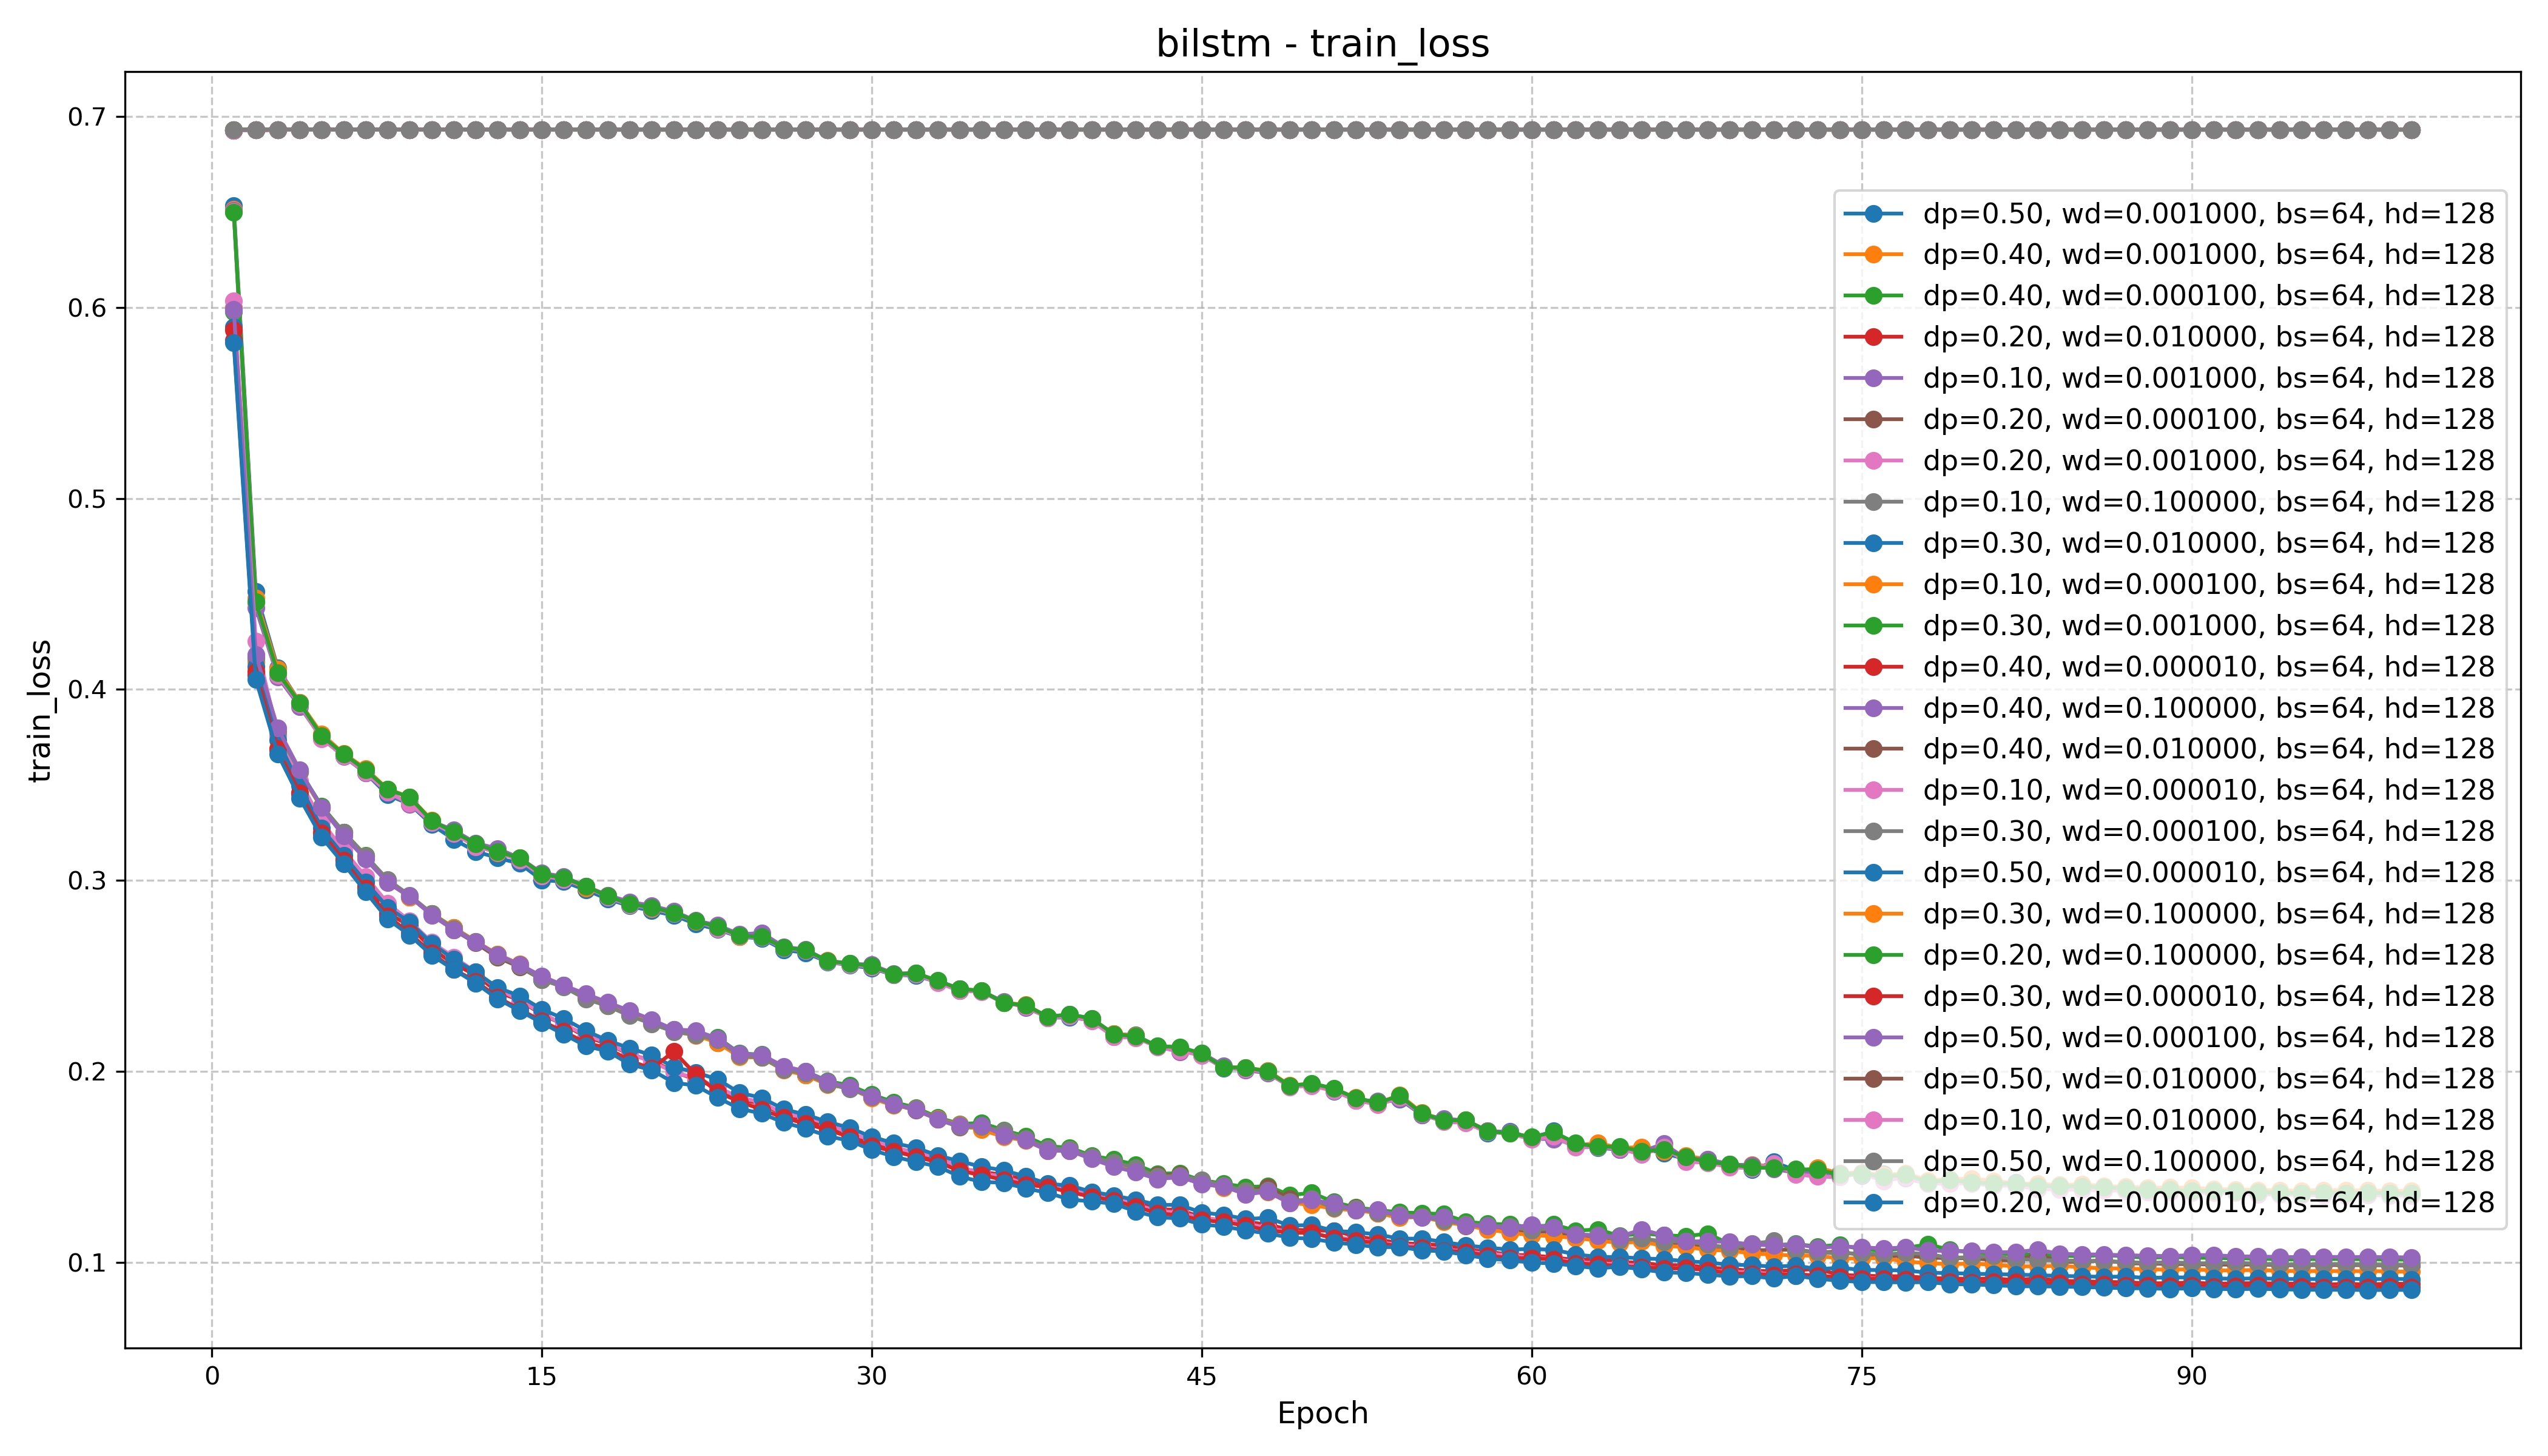 bilstm - train_loss
train_loss
0.7
0.6
0.5
0.4
0.3
0.2
0.1
dp=0.50, wd=0.001000, bs=64, hd=128
dp=0.40, wd=0.001000, bs=64, hd=128
dp=0.40, wd=0.000100, bs=64, hd=128
dp=0.20, wd=0.010000, bs=64, hd=128
dp=0.10, wd=0.001000, bs=64, hd=128
dp=0.20, wd=0.000100, bs=64, hd=128
dp=0.20, wd=0.001000, bs=64, hd=128
dp=0.10, wd=0.100000, bs=64, hd=128
dp=0.30, wd=0.010000, bs=64, hd=128
dp=0.10, wd=0.000100, bs=64, hd=128
dp=0.30, wd=0.001000, bs=64, hd=128
dp=0.40, wd=0.000010, bs=64, hd=128
dp=0.40, wd=0.100000, bs=64, hd=128
dp=0.40, wd=0.010000, bs=64, hd=128
dp=0.10, wd=0.000010, bs=64, hd=128
dp=0.30, wd=0.000100, bs=64, hd=128
dp=0.50, wd=0.000010, bs=64, hd=128
dp=0.30, wd=0.100000, bs=64, hd=128
dp=0.20, wd=0.100000, bs=64, hd=128
dp=0.30, wd=0.000010, bs=64, hd=128
dp=0.50, wd=0.000100, bs=64, hd=128
dp=0.50, wd=0.010000, bs=64, hd=128
dp=0.10, wd=0.010000, bs=64, hd=128
dp=0.50, wd=0.100000, bs=64, hd=128
dp=0.20, wd=0.000010, bs=64, hd=128
0 15 30 45 60 75 90
Epoch